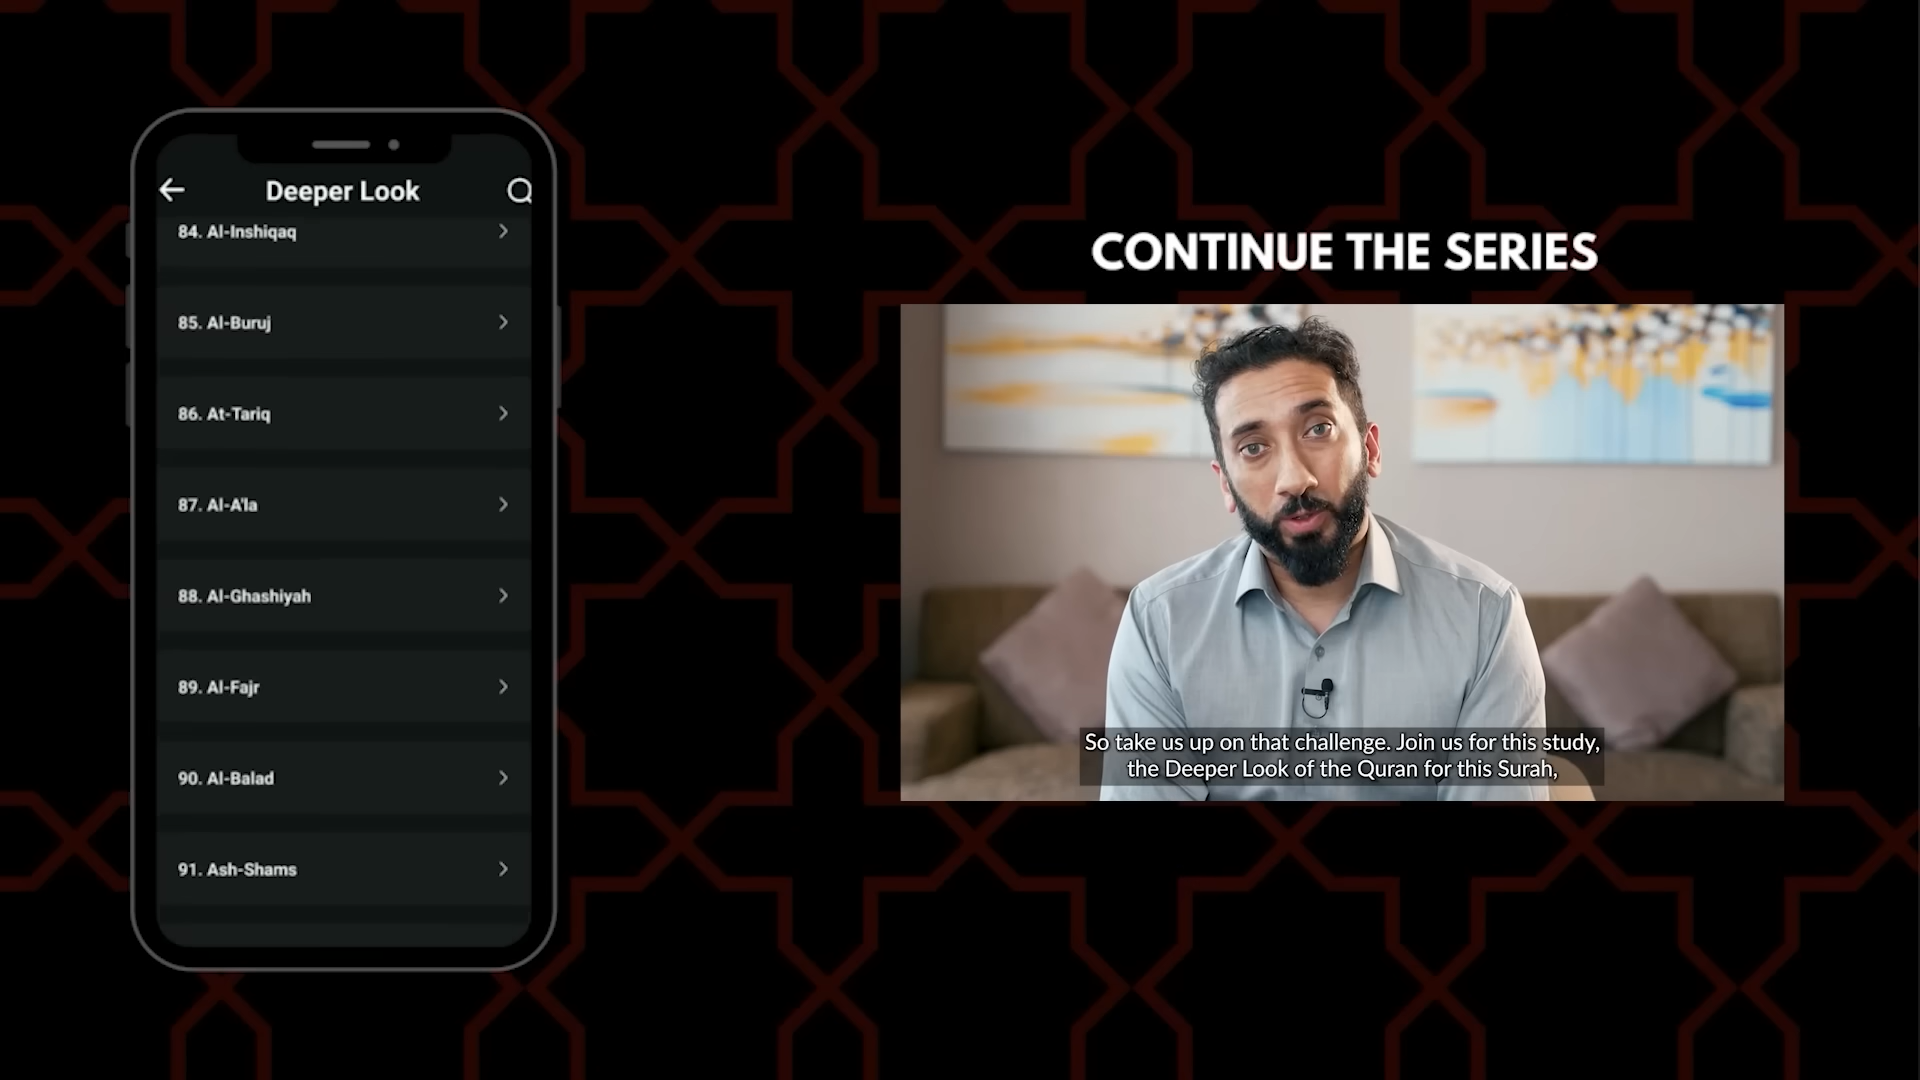 Deeper Look
84. Al-Inshiqaq
85. Al-Buruj
86. At-Tariq
87. Al-A'la
88. Al-Ghashiyah
89. Al-Fajr
90. Al-Balad
91. Ash-Shams
CONTINUE THE SERIES
So take us up on that challenge. Join us for this study,
the Deeper Look of the Quran for this Surah,